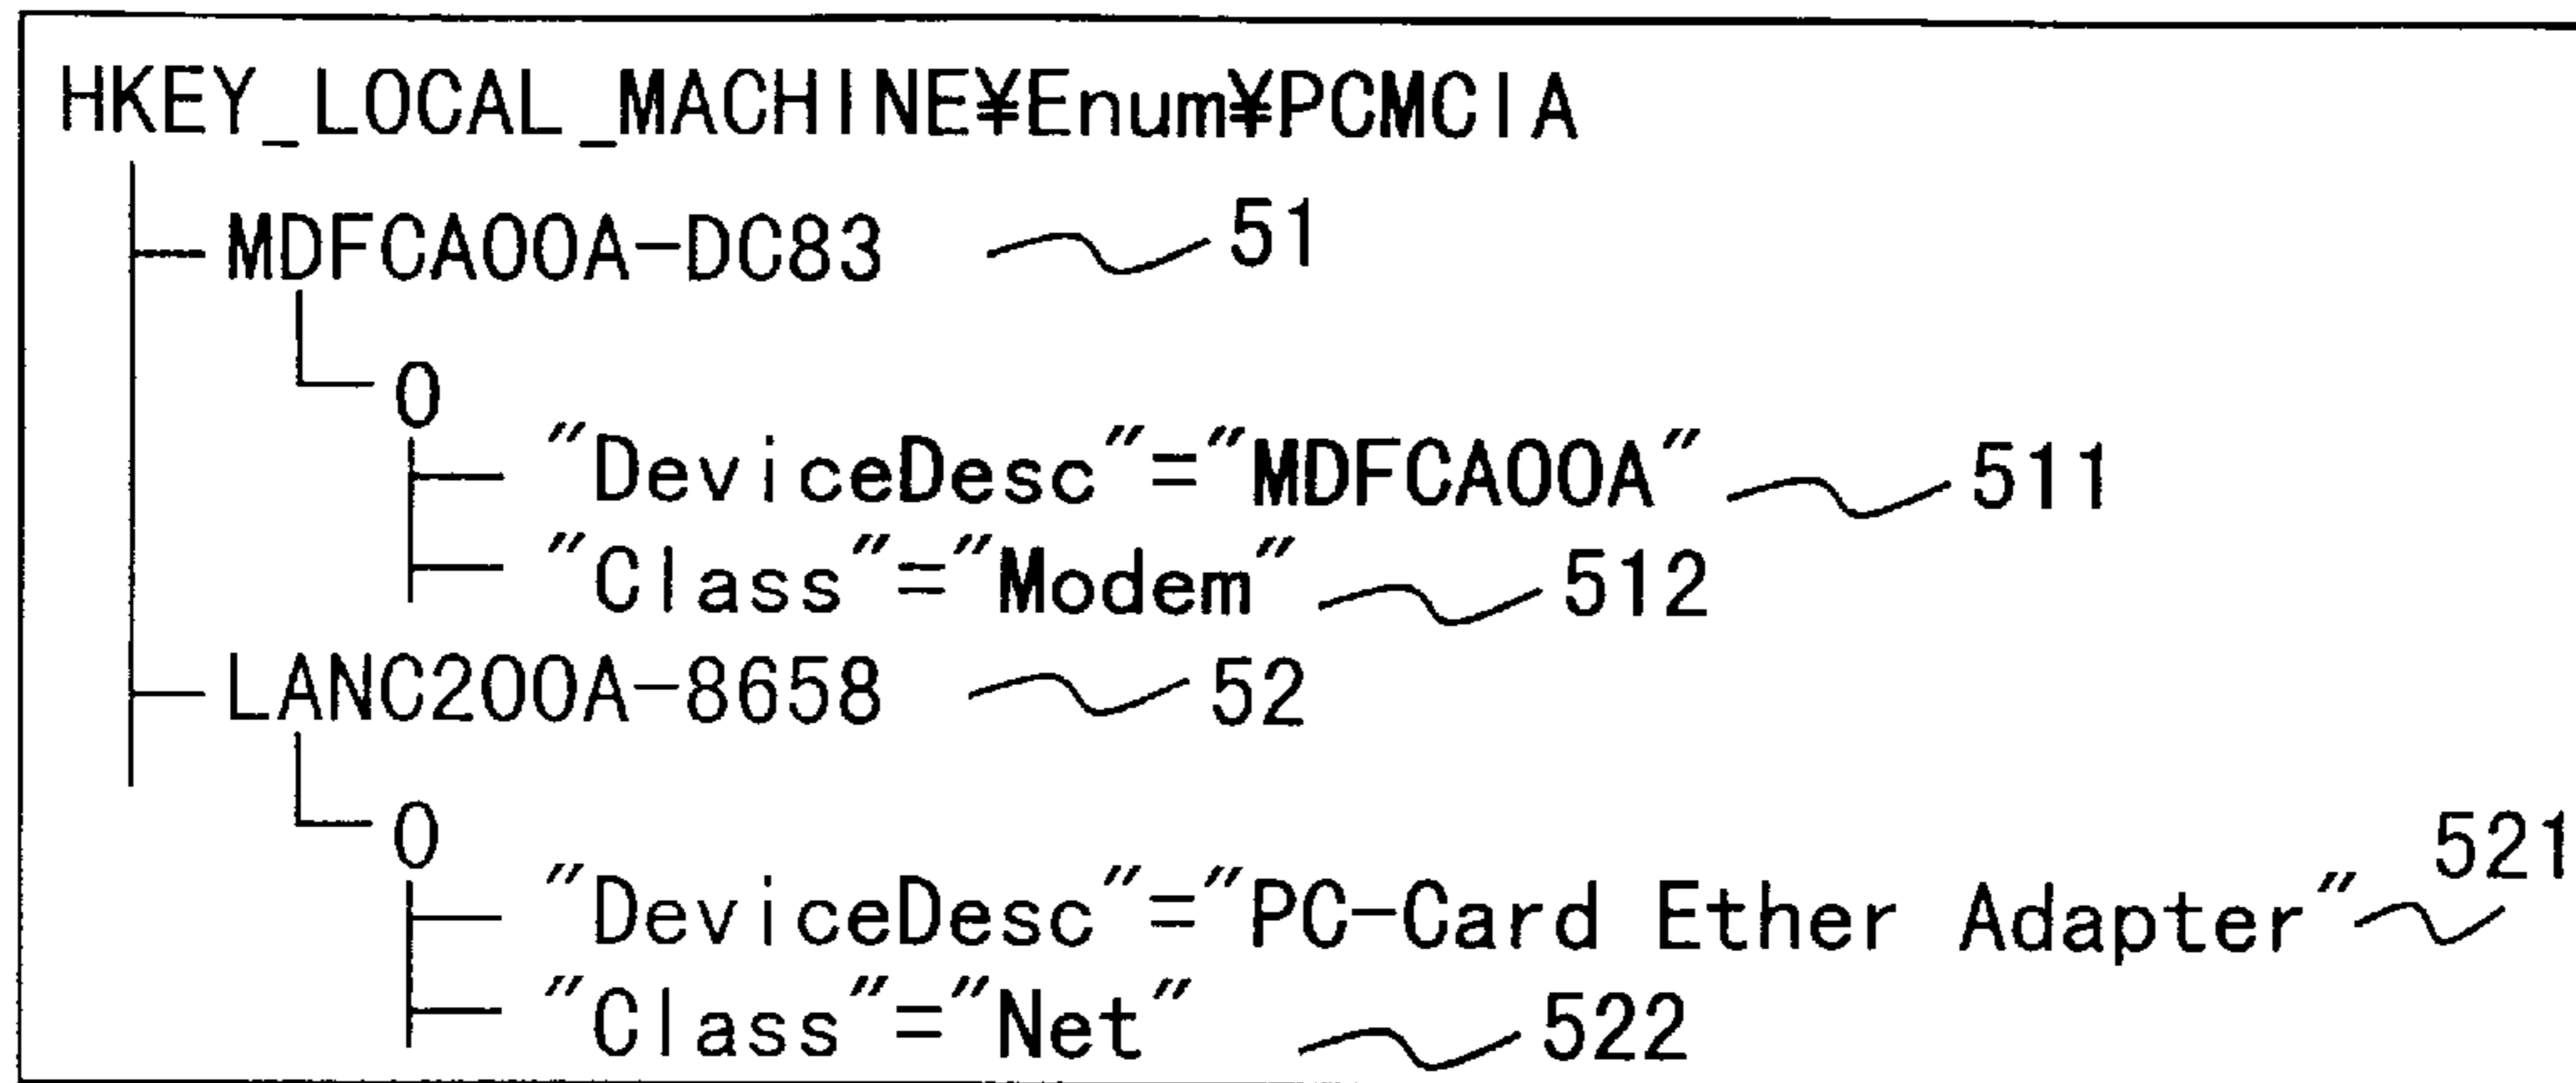 HKEY_LOCAL_MACHINE¥Enum¥PCMCIA
MDFCA00A-DC83 51
0
"DeviceDesc"="MDFCA00A" 511
"Class"="Modem" 512
LANC200A-8658 52
0
"DeviceDesc"="PC-Card Ether Adapter" 521
"Class"="Net" 522